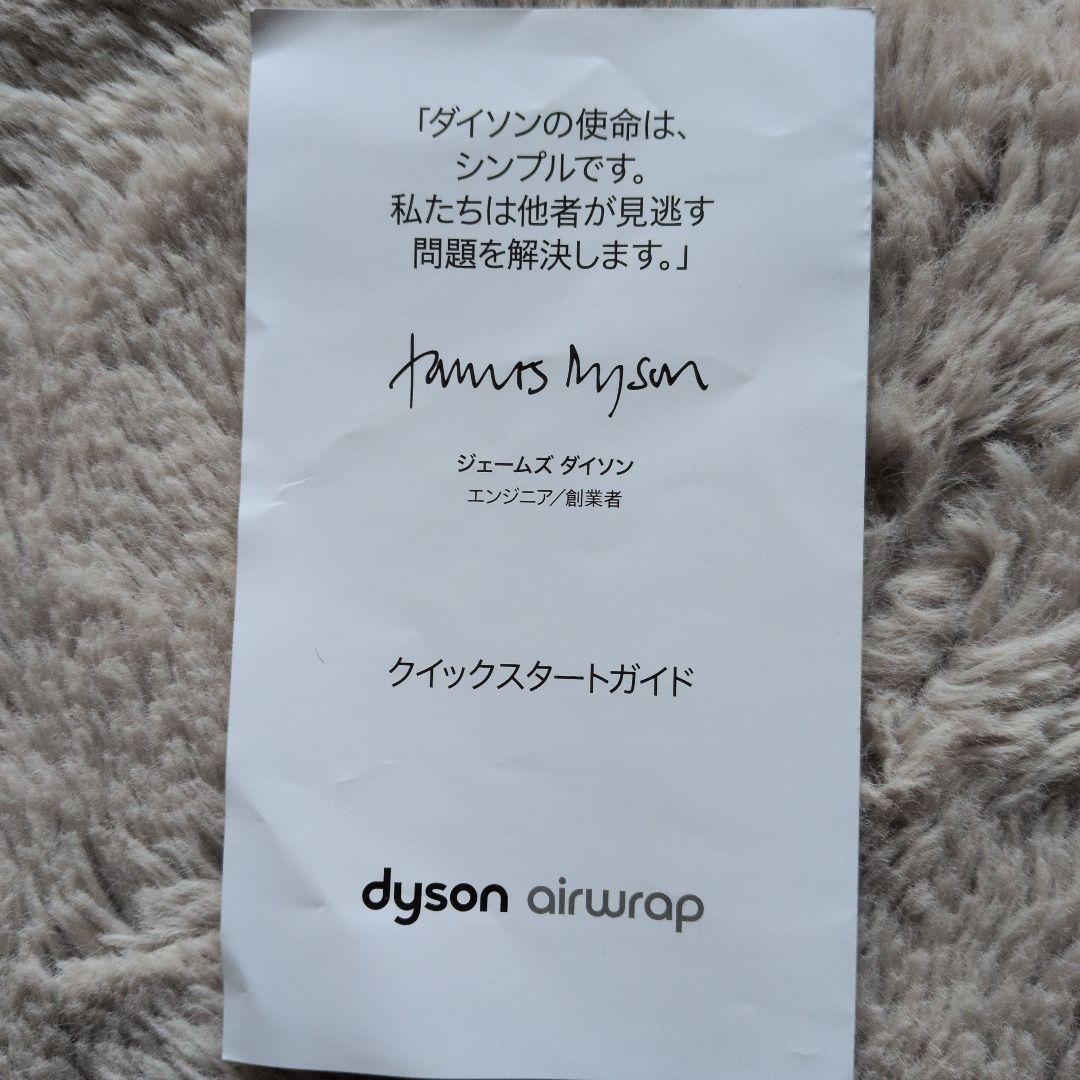 「ダイソンの使命は、
シンプルです。
私たちは他者が見逃す
問題を解決します。」
James Dyson
ジェームズ ダイソン
エンジニア/創業者
クイックスタートガイド
dyson airwrap